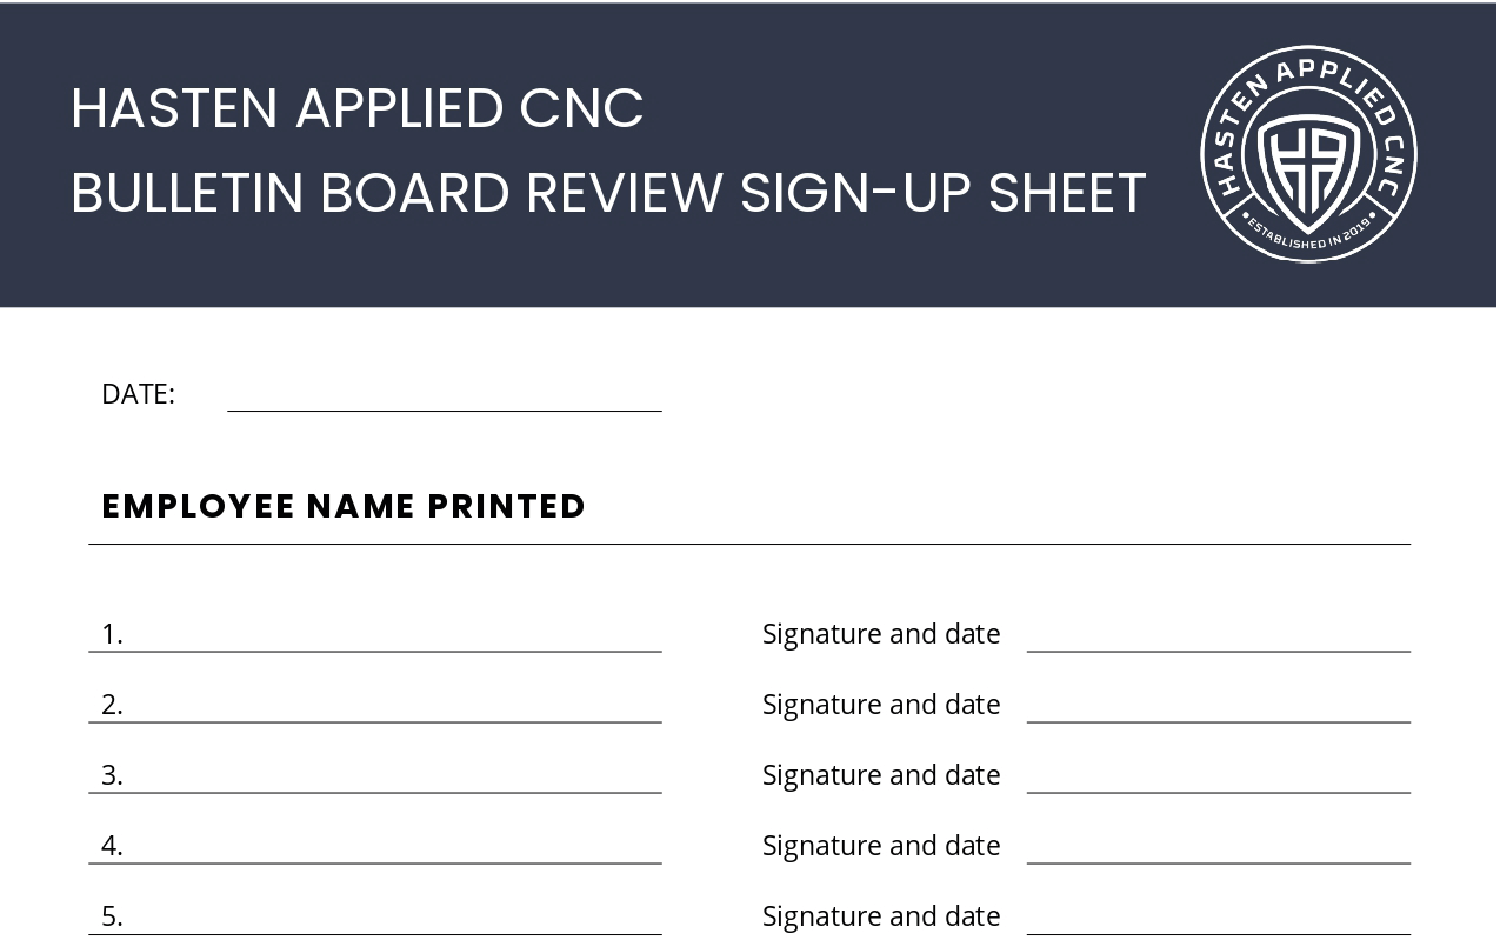 HASTEN APPLIED CNC
BULLETIN BOARD REVIEW SIGN-UP SHEET
HASTEN APPLIED CNC
HA
• ESTABLISHED IN 2019 •
DATE:
EMPLOYEE NAME PRINTED
1. Signature and date
2. Signature and date
3. Signature and date
4. Signature and date
5. Signature and date